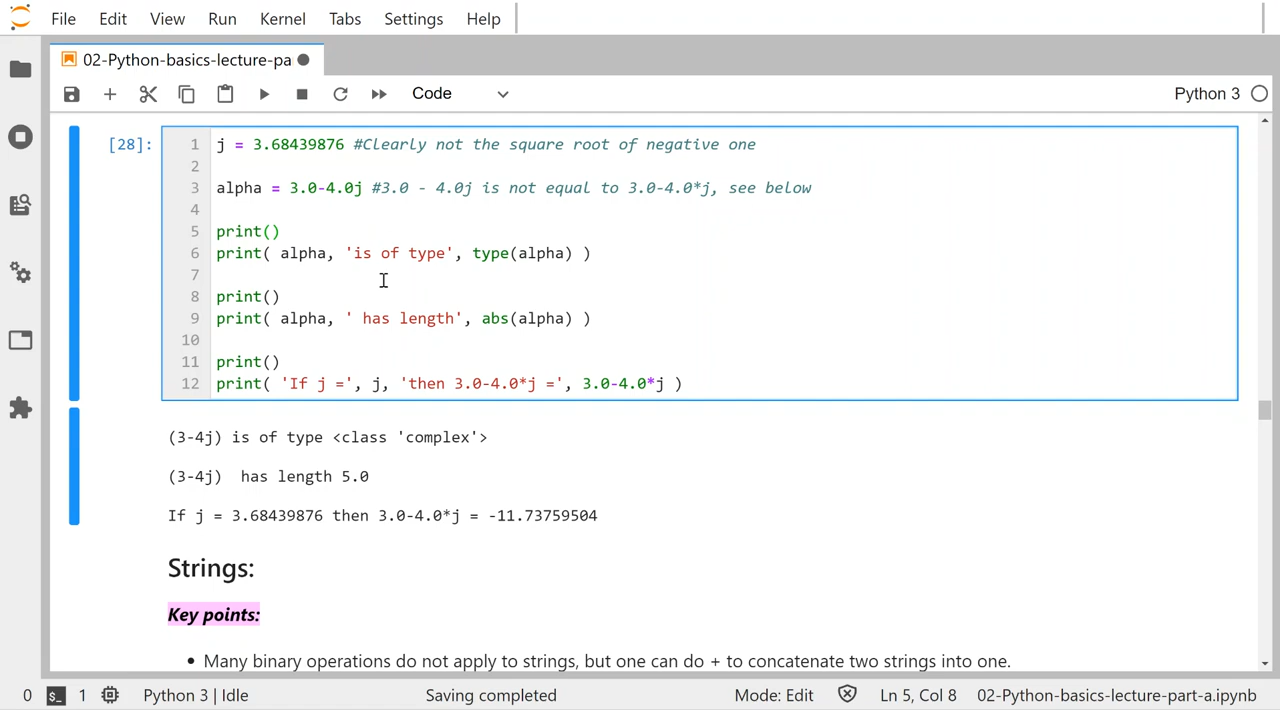 File Edit View Run Kernel Tabs Settings Help
02-Python-basics-lecture-pa
Code Python 3
[28]:
1 j = 3.68439876 #Clearly not the square root of negative one
2
3 alpha = 3.0-4.0j #3.0 - 4.0j is not equal to 3.0-4.0*j, see below
4
5 print()
6 print( alpha, 'is of type', type(alpha) )
7
8 print()
9 print( alpha, ' has length', abs(alpha) )
10
11 print()
12 print( 'If j =', j, 'then 3.0-4.0*j =', 3.0-4.0*j )
(3-4j) is of type <class 'complex'>
(3-4j)  has length 5.0
If j = 3.68439876 then 3.0-4.0*j = -11.73759504
Strings:
Key points:
• Many binary operations do not apply to strings, but one can do + to concatenate two strings into one.
0 $_ 1 Python 3 | Idle Saving completed Mode: Edit Ln 5, Col 8 02-Python-basics-lecture-part-a.ipynb